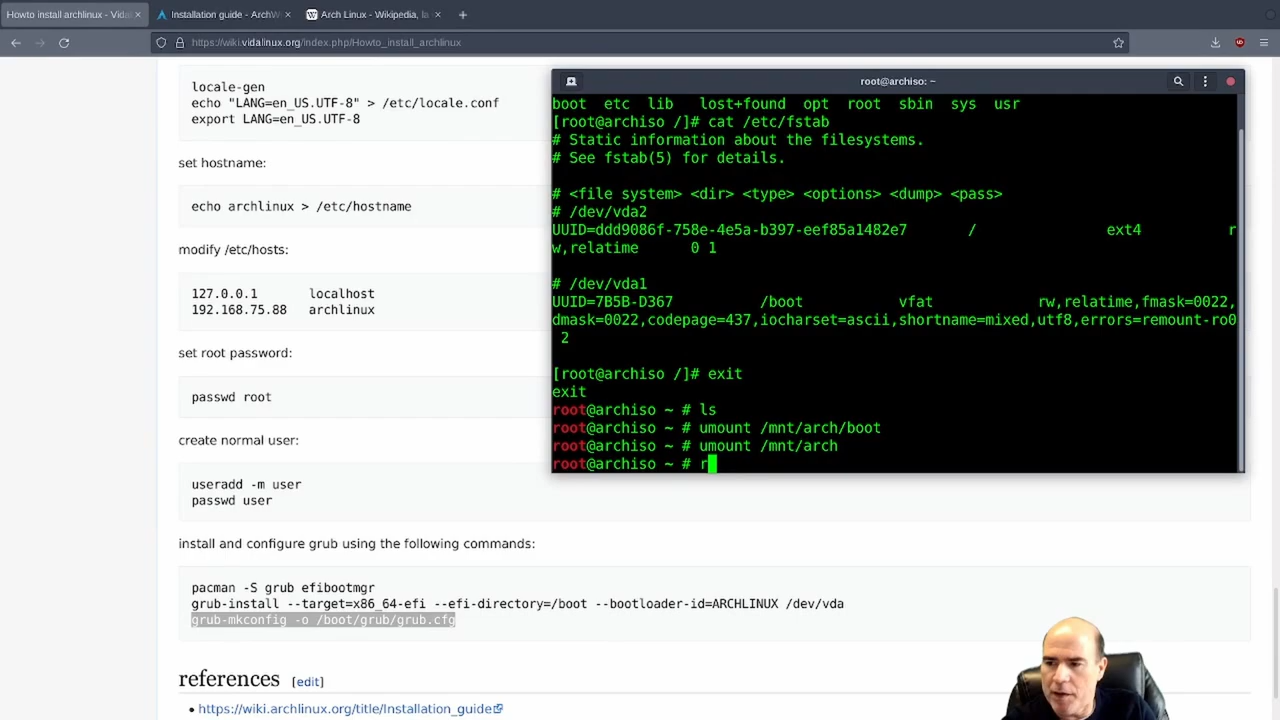 Howto install archlinux - Vidal
Installation guide - ArchW
Arch Linux - Wikipedia, la
https://wiki.vidalinux.org/index.php/Howto_install_archlinux
locale-gen
echo "LANG=en_US.UTF-8" > /etc/locale.conf
export LANG=en_US.UTF-8
set hostname:
echo archlinux > /etc/hostname
modify /etc/hosts:
127.0.0.1 localhost
192.168.75.88 archlinux
set root password:
passwd root
create normal user:
useradd -m user
passwd user
install and configure grub using the following commands:
pacman -S grub efibootmgr
grub-install --target=x86_64-efi --efi-directory=/boot --bootloader-id=ARCHLINUX /dev/vda
grub-mkconfig -o /boot/grub/grub.cfg
references [edit]
https://wiki.archlinux.org/title/Installation_guide
root@archiso: ~
boot etc lib lost+found opt root sbin sys usr
[root@archiso /]# cat /etc/fstab
# Static information about the filesystems.
# See fstab(5) for details.
# <file system> <dir> <type> <options> <dump> <pass>
# /dev/vda2
UUID=ddd9086f-758e-4e5a-b397-eef85a1482e7 / ext4 r
w,relatime 0 1
# /dev/vda1
UUID=7B5B-D367 /boot vfat rw,relatime,fmask=0022,
dmask=0022,codepage=437,iocharset=ascii,shortname=mixed,utf8,errors=remount-ro0
2
[root@archiso /]# exit
exit
root@archiso ~ # ls
root@archiso ~ # umount /mnt/arch/boot
root@archiso ~ # umount /mnt/arch
root@archiso ~ # r